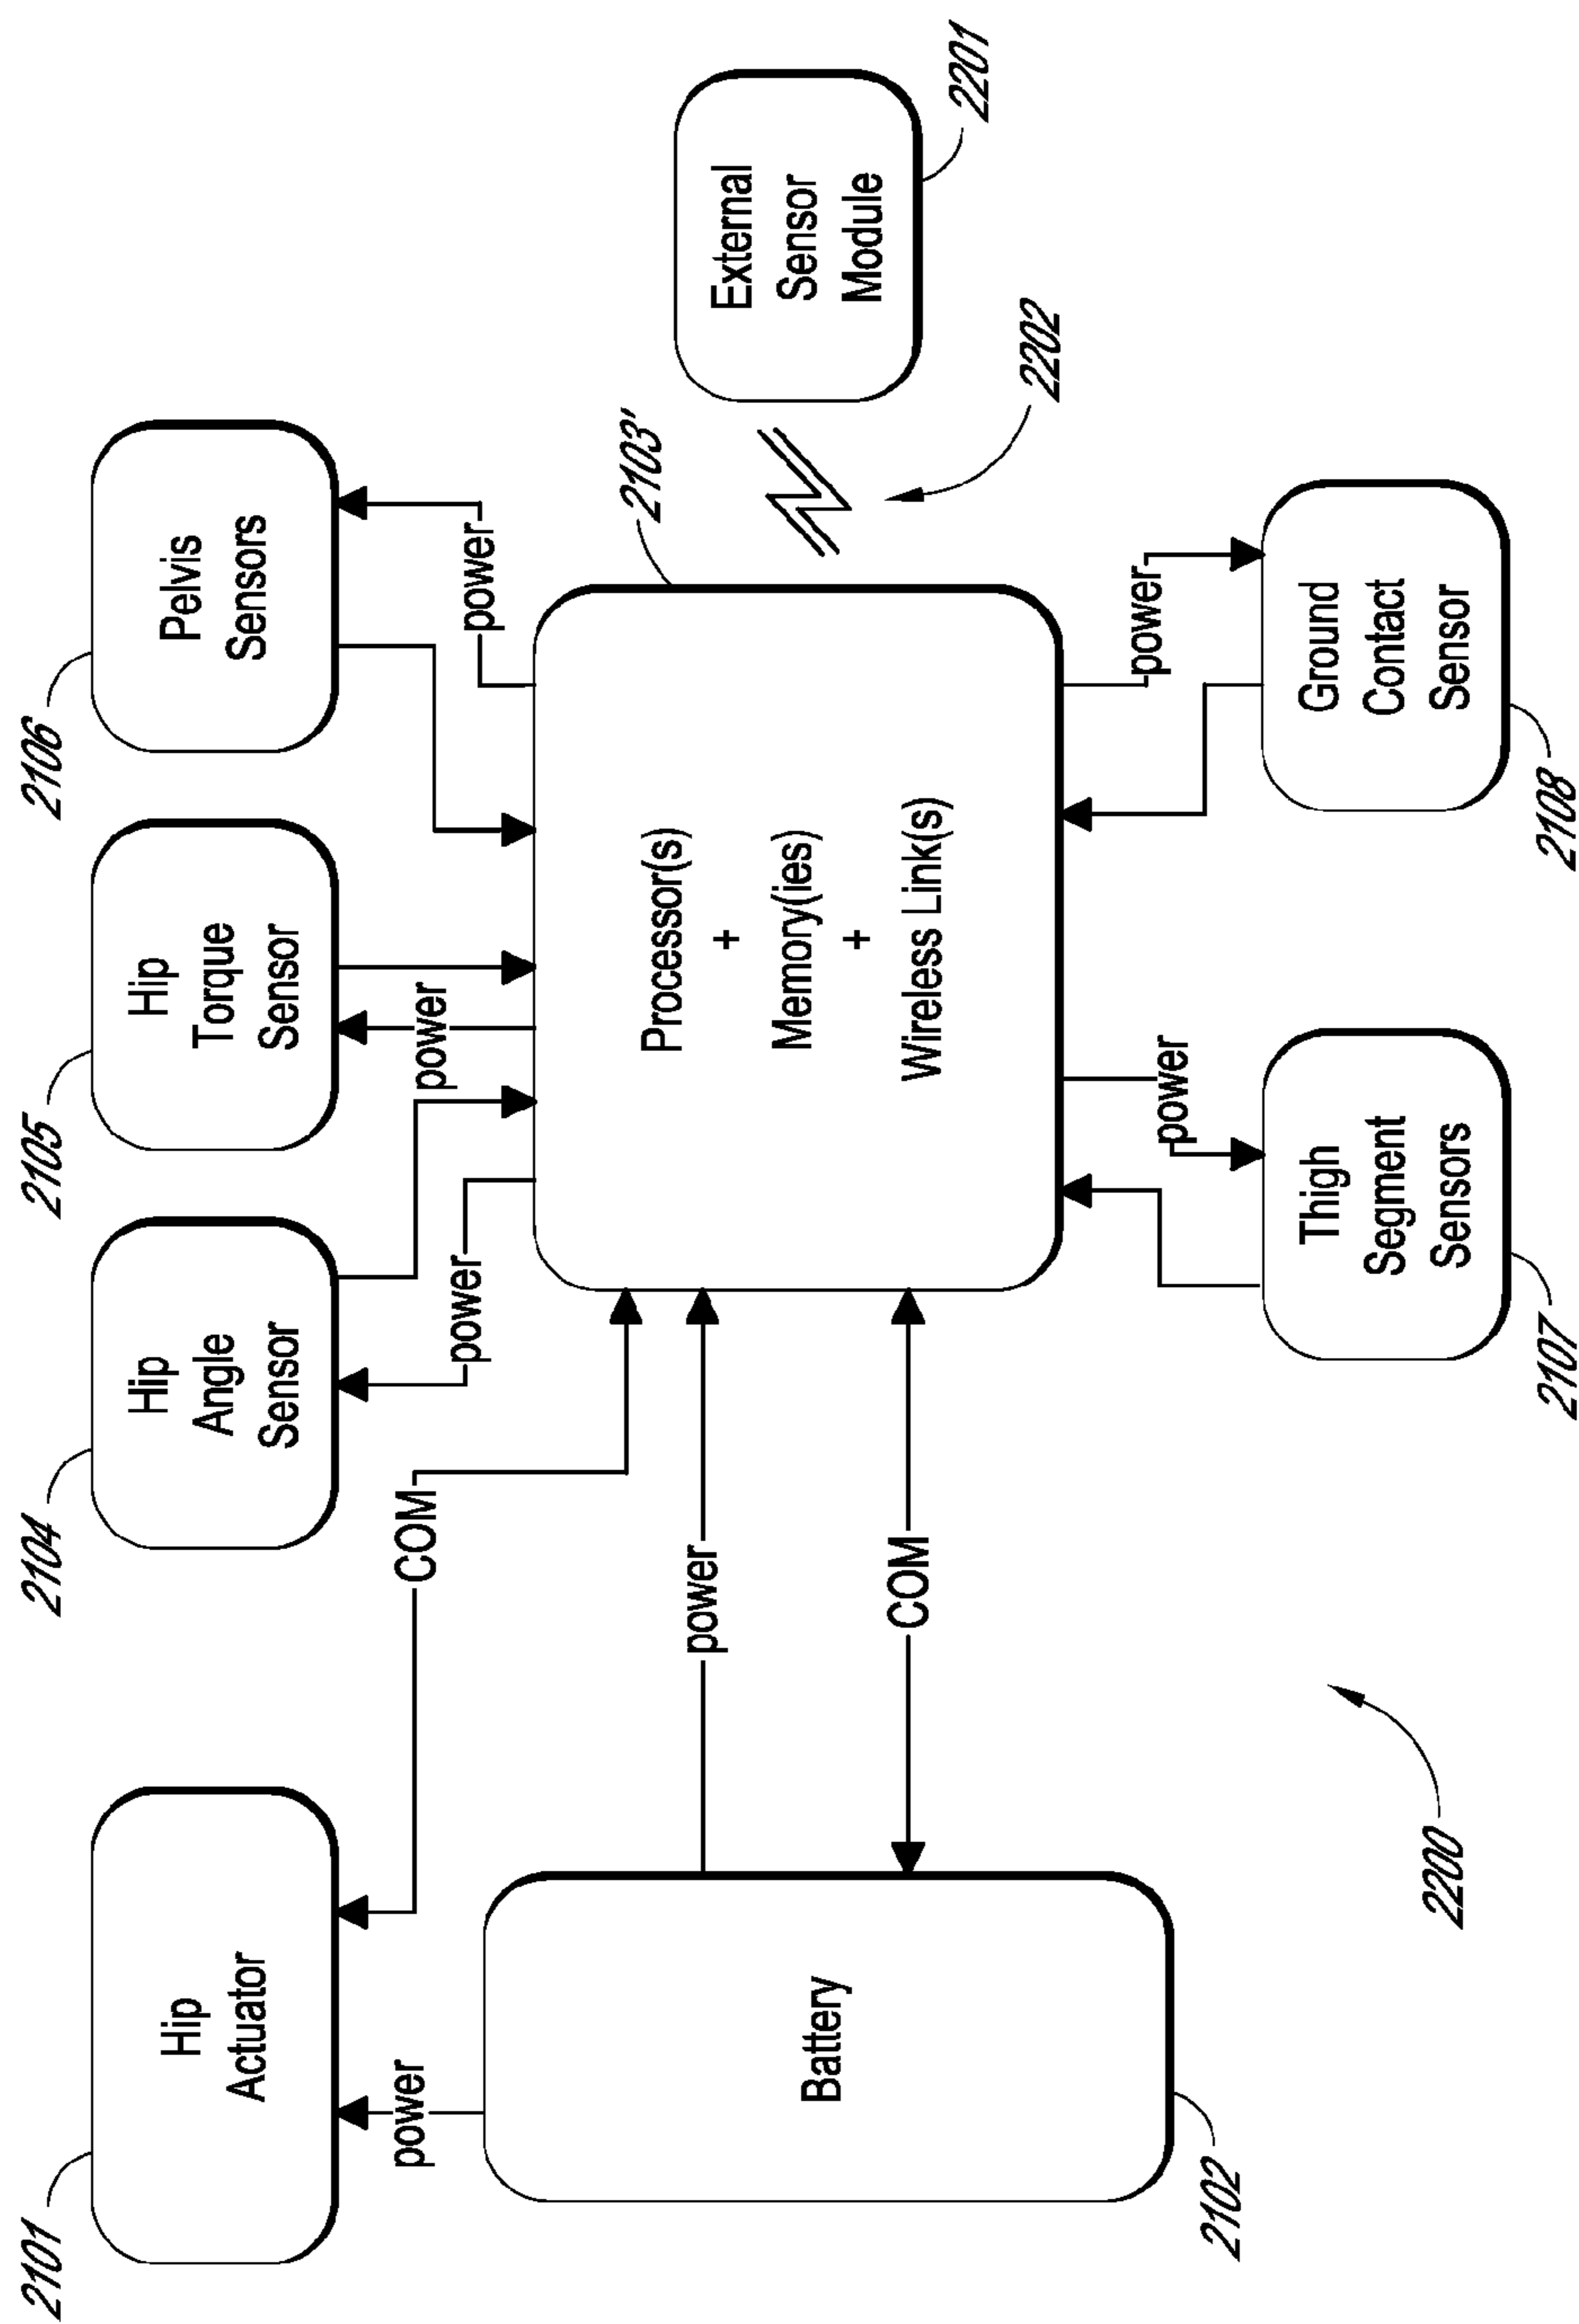 2101
Hip
Actuator
2104
Hip
Angle
Sensor
2105
Hip
Torque
Sensor
2106
Pelvis
Sensors
power
COM
power
power
power
2103'
Battery
2102
power
COM
Processor(s)
+
Memory(ies)
+
Wireless Link(s)
External
Sensor
Module
2201
2202
power
power
Thigh
Segment
Sensors
2107
Ground
Contact
Sensor
2108
2200